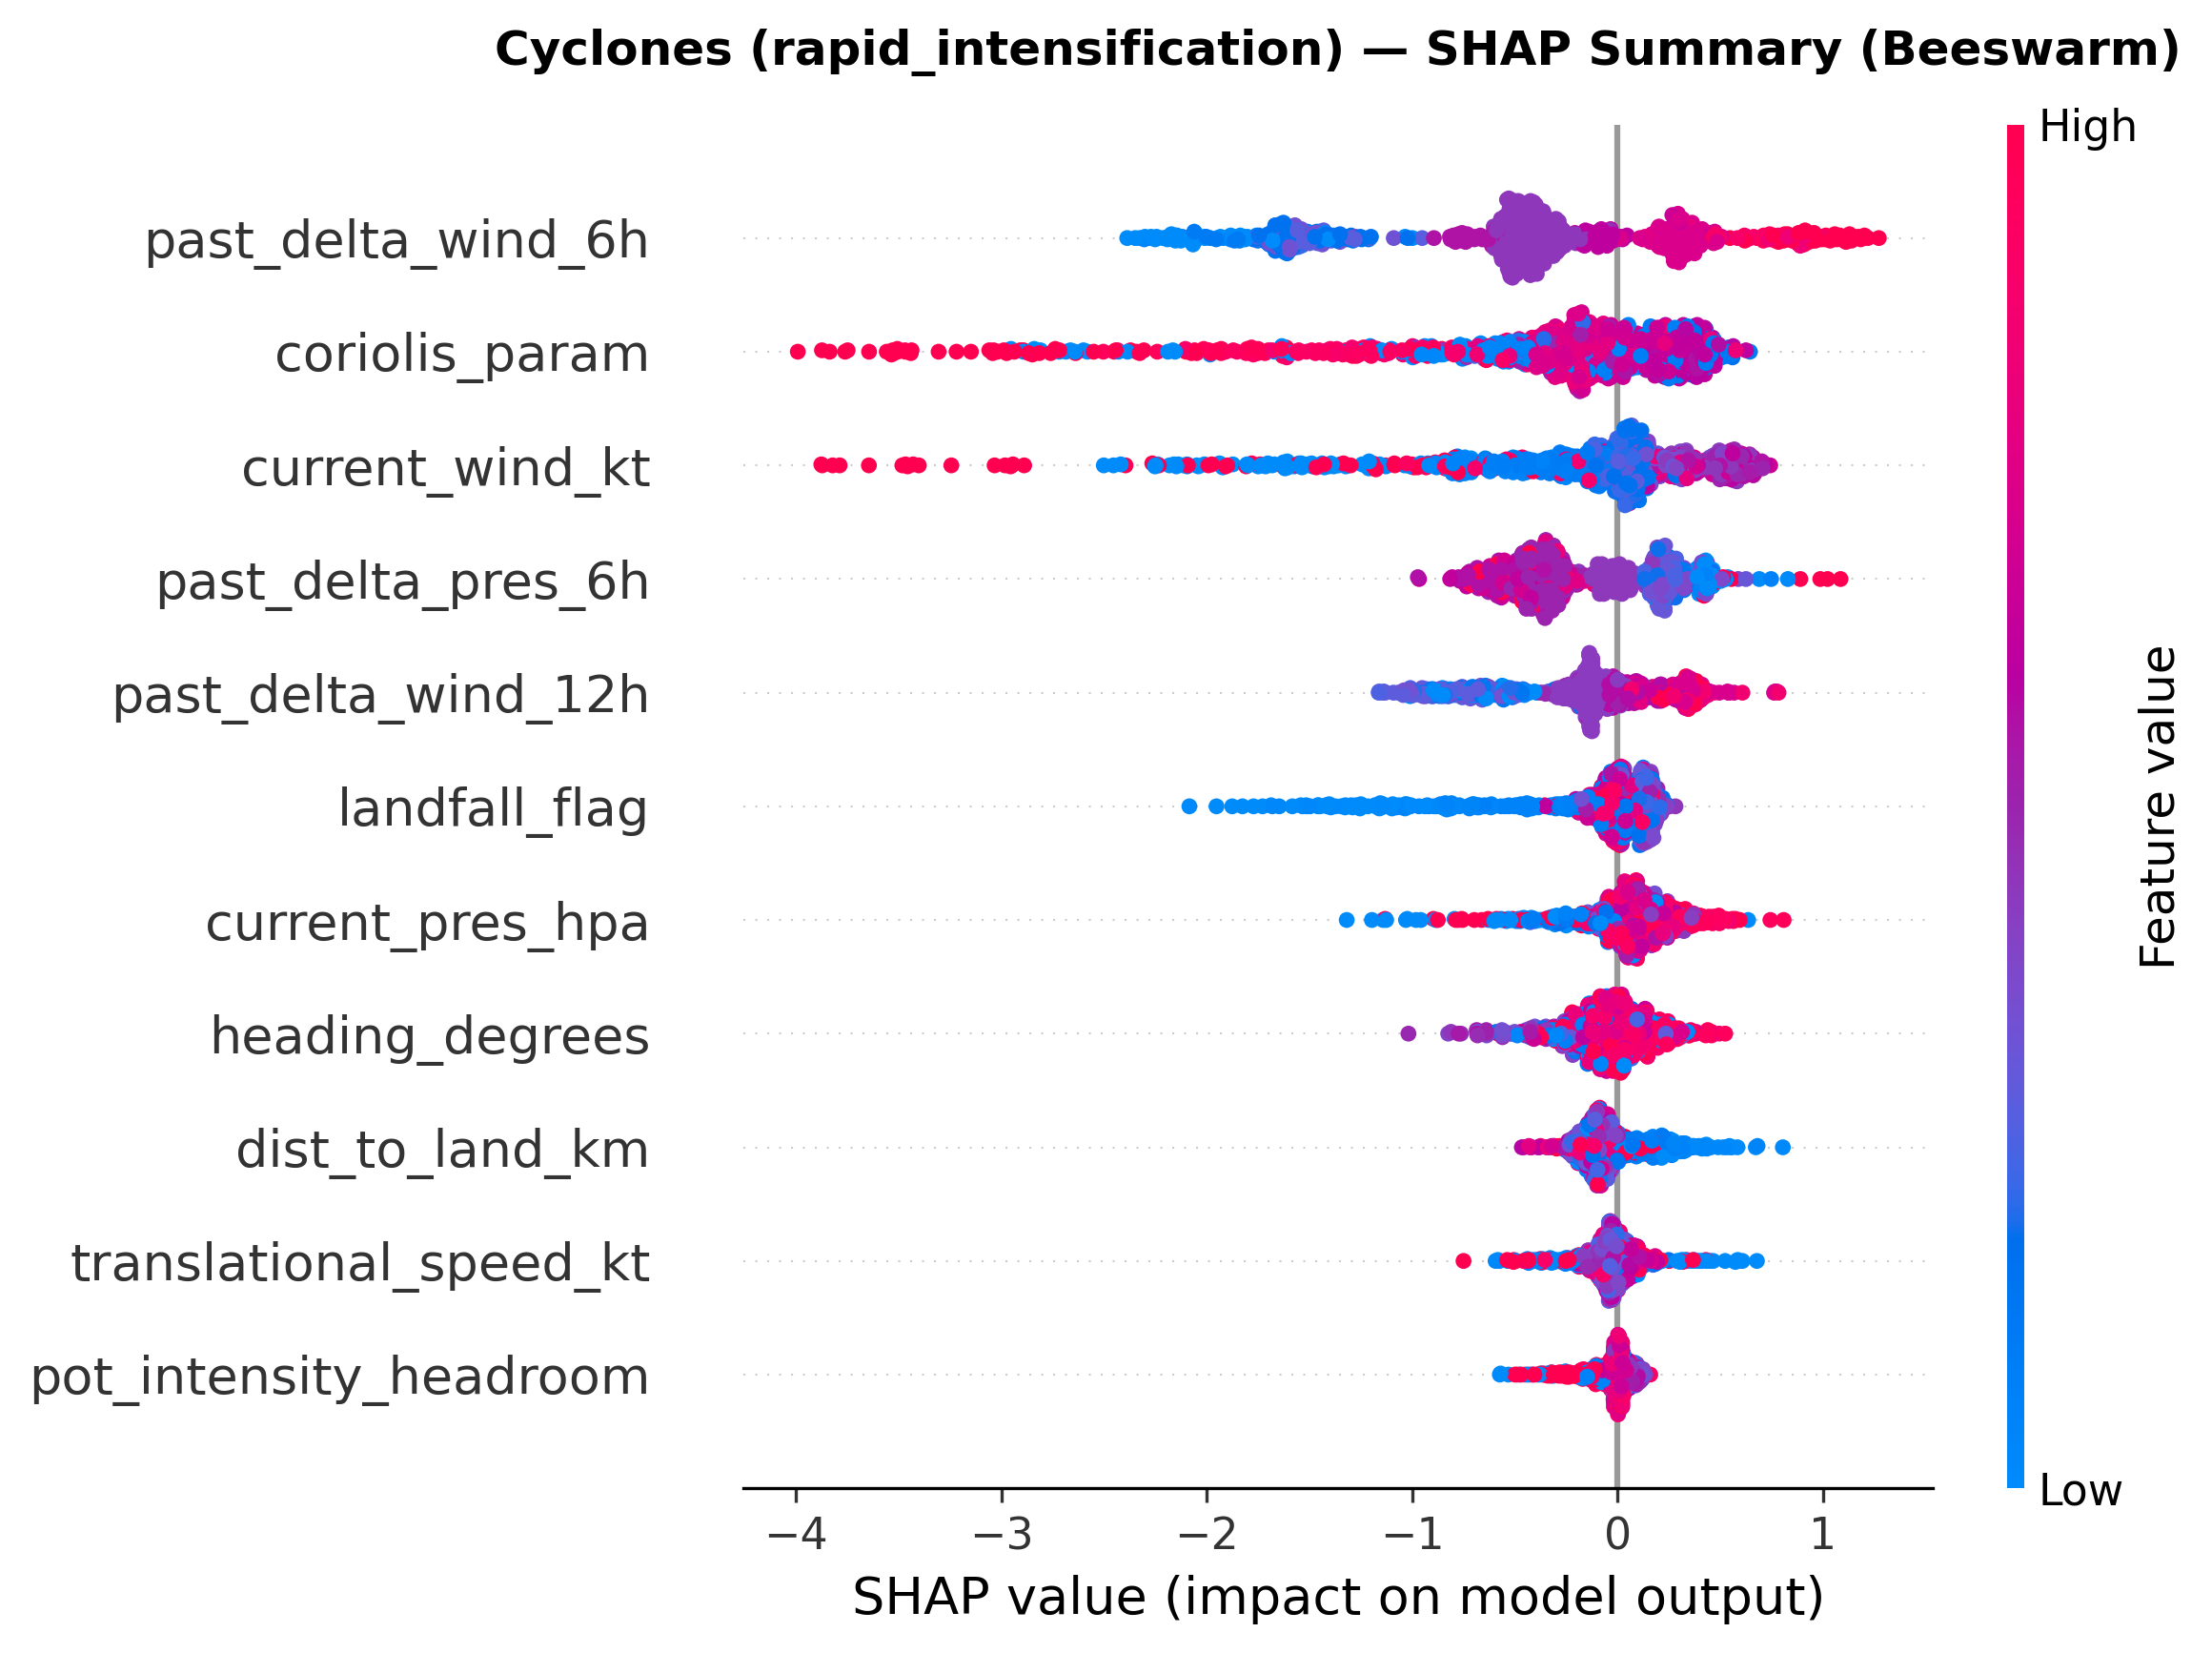 Cyclones (rapid_intensification) — SHAP Summary (Beeswarm)
High
past_delta_wind_6h
coriolis_param
current_wind_kt
past_delta_pres_6h
past_delta_wind_12h
landfall_flag
current_pres_hpa
heading_degrees
dist_to_land_km
translational_speed_kt
pot_intensity_headroom
Feature value
Low
−4 −3 −2 −1 0 1
SHAP value (impact on model output)